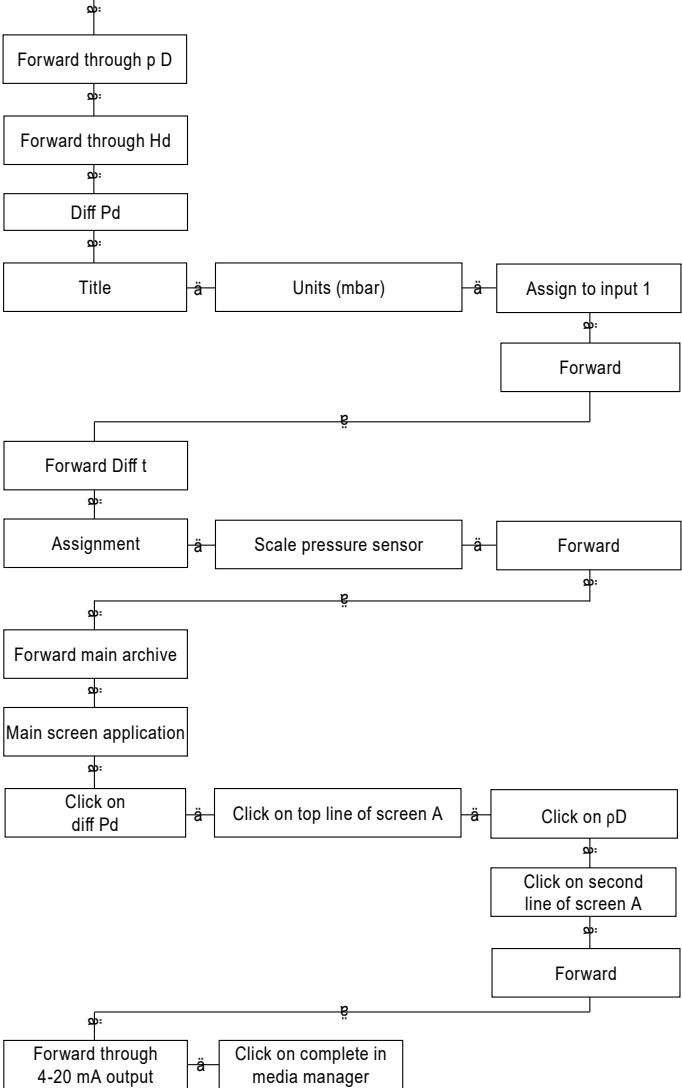 ä
Forward through p D
ä
Forward through Hd
ä
Diff Pd
ä
Title
ä
Units (mbar)
ä
Assign to input 1
ä
Forward
ä
Forward Diff t
ä
Assignment
ä
Scale pressure sensor
ä
Forward
ä
ä
ä
Forward main archive
ä
Main screen application
ä
Click on
diff Pd
ä
Click on top line of screen A
ä
Click on ρD
ä
Click on second
line of screen A
ä
Forward
ä
ä
Forward through
4-20 mA output
ä
Click on complete in
media manager